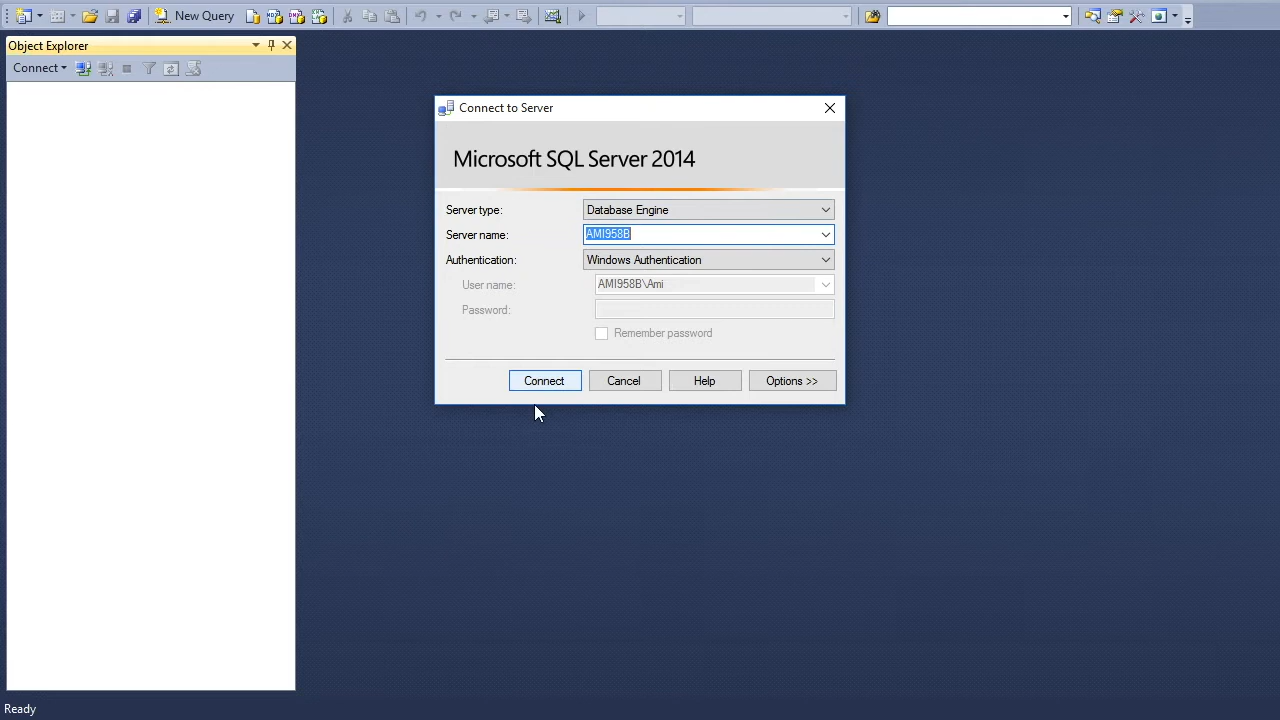 New Query
Object Explorer
Connect
Connect to Server
Microsoft SQL Server 2014
Server type: Database Engine
Server name: AMI958B
Authentication: Windows Authentication
User name: AMI958B\Ami
Password:
Remember password
Connect Cancel Help Options >>
Ready